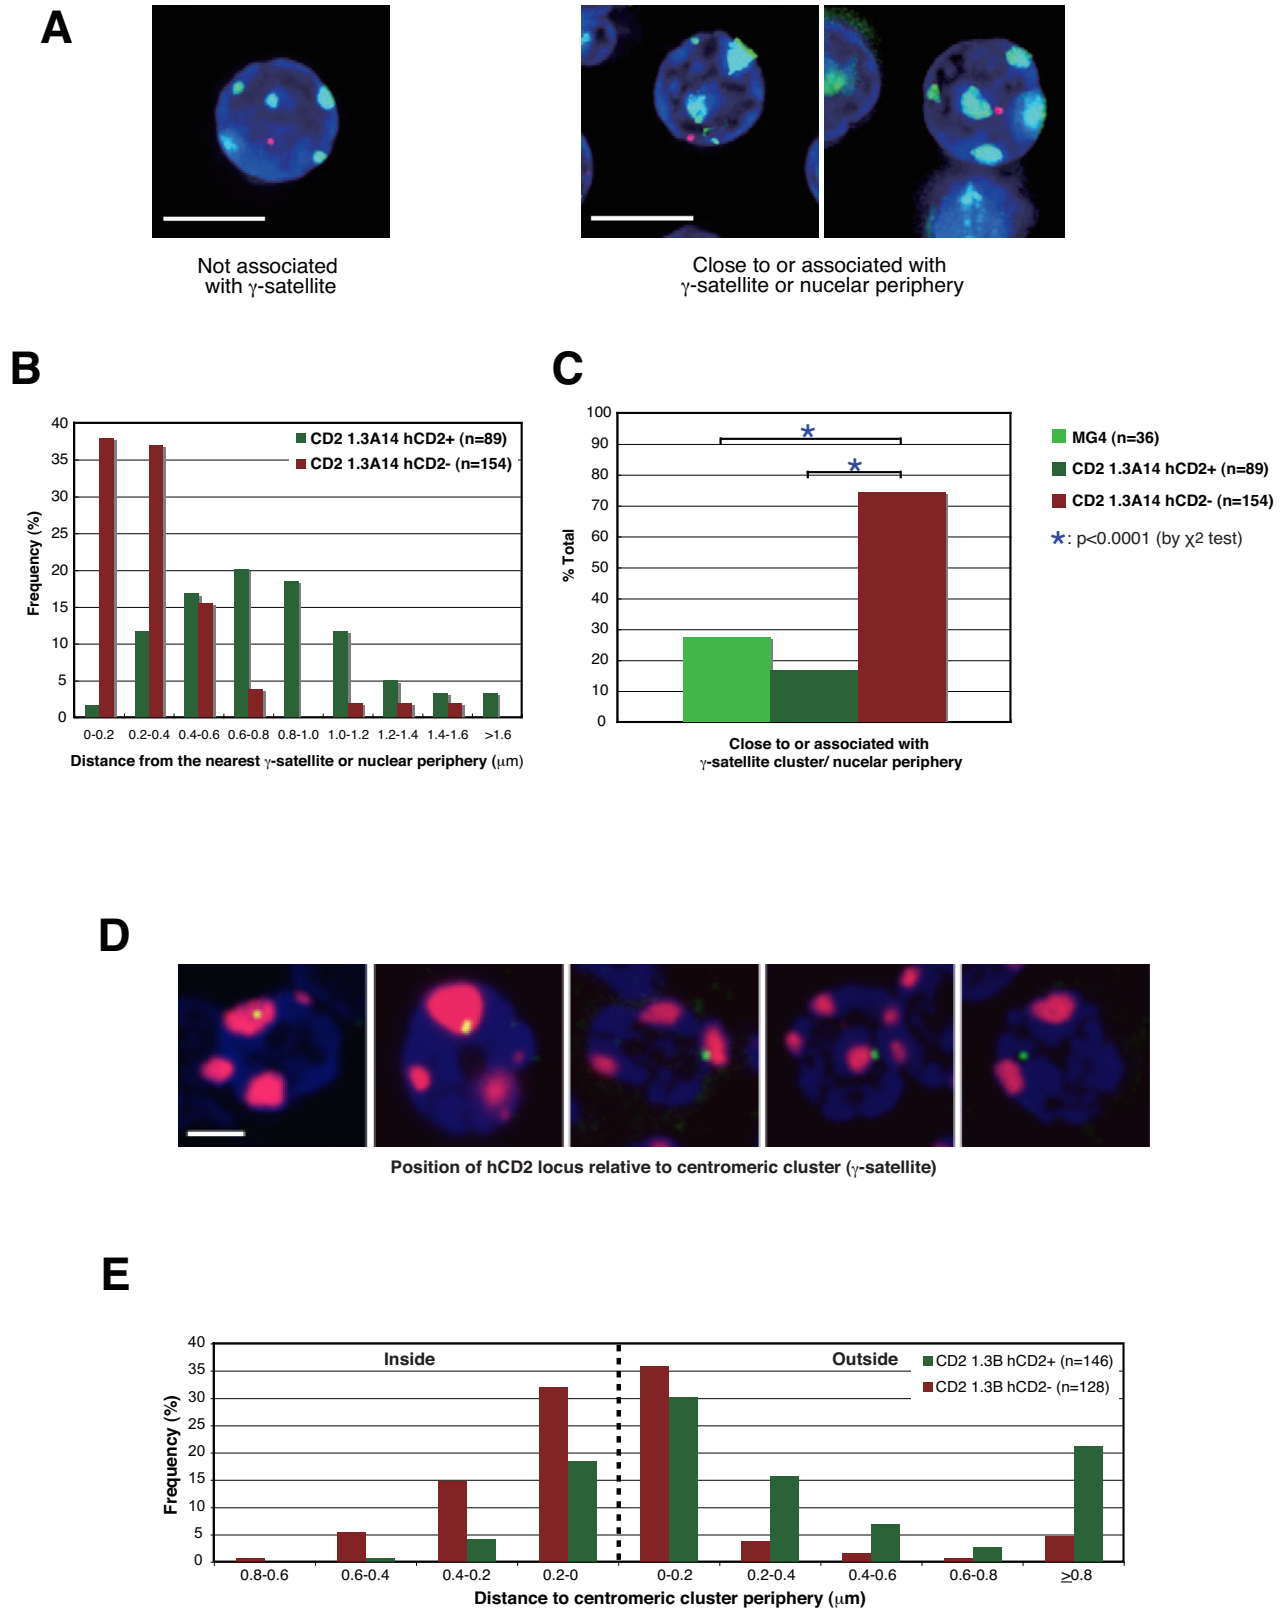 A
Not associated
with γ-satellite
Close to or associated with
γ-satellite or nucelar periphery
B
Frequency (%)
40
35
30
25
20
15
10
5
0
CD2 1.3A14 hCD2+ (n=89)
CD2 1.3A14 hCD2- (n=154)
0-0.2 0.2-0.4 0.4-0.6 0.6-0.8 0.8-1.0 1.0-1.2 1.2-1.4 1.4-1.6 >1.6
Distance from the nearest γ-satellite or nuclear periphery (μm)
C
% Total
100
90
80
70
60
50
40
30
20
10
0
*
*
Close to or associated with
γ-satellite cluster/ nucelar periphery
MG4 (n=36)
CD2 1.3A14 hCD2+ (n=89)
CD2 1.3A14 hCD2- (n=154)
*: p<0.0001 (by χ2 test)
D
Position of hCD2 locus relative to centromeric cluster (γ-satellite)
E
Frequency (%)
40
35
30
25
20
15
10
5
0
Inside
Outside
CD2 1.3B hCD2+ (n=146)
CD2 1.3B hCD2- (n=128)
0.8-0.6 0.6-0.4 0.4-0.2 0.2-0 0-0.2 0.2-0.4 0.4-0.6 0.6-0.8 ≥0.8
Distance to centromeric cluster periphery (μm)